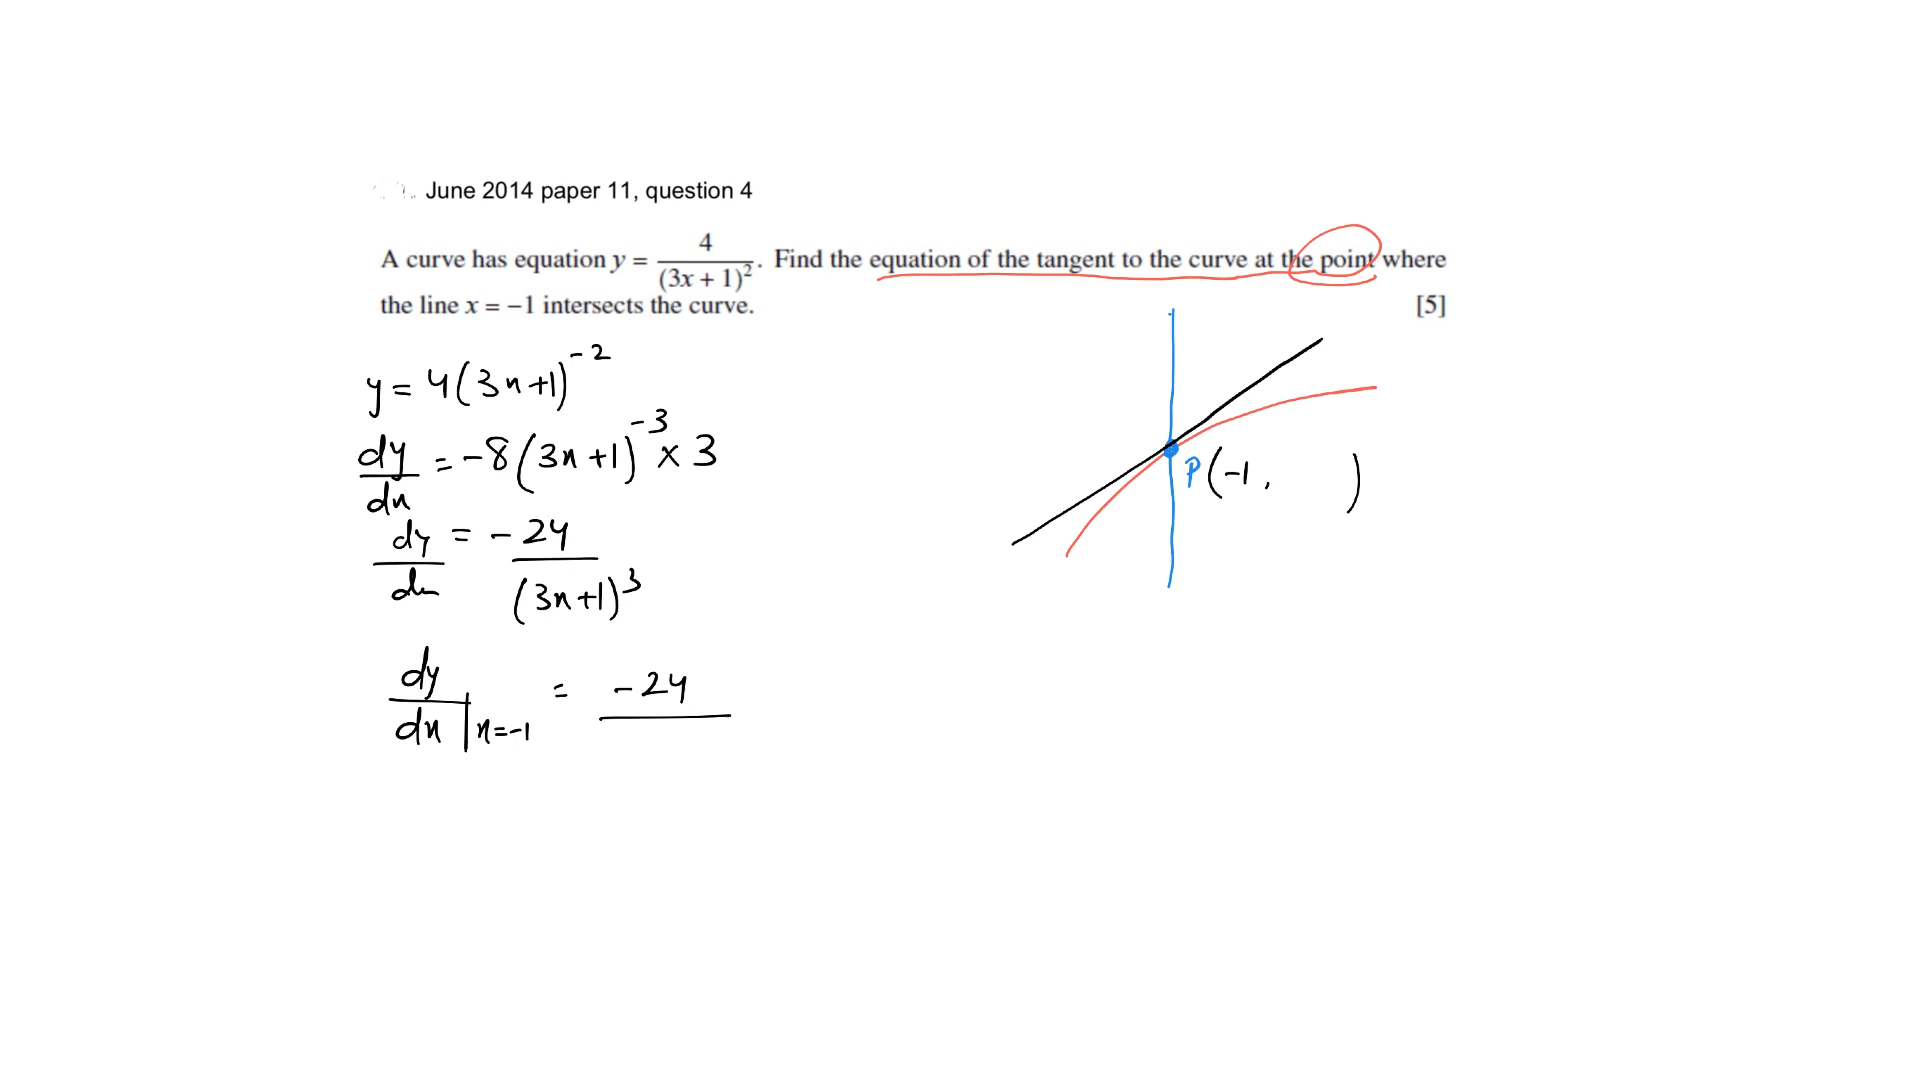 June 2014 paper 11, question 4
A curve has equation y = 4/(3x + 1)². Find the equation of the tangent to the curve at the point where
the line x = −1 intersects the curve. [5]
y = 4(3x+1)⁻²
dy/dx = -8(3x+1)⁻³ × 3
P(-1, )
dy/dx = -24/(3x+1)³
dy/dx |x=-1 = -24